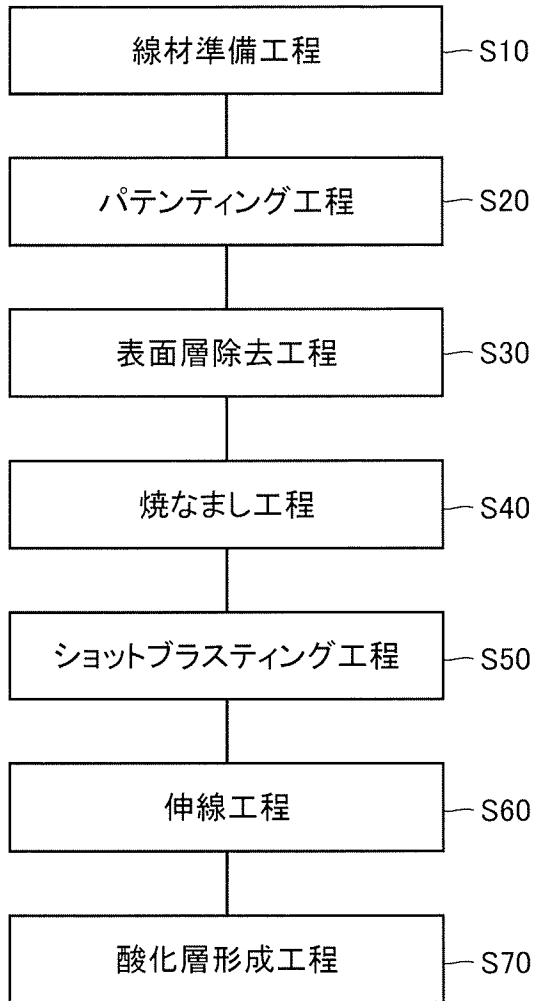 線材準備工程 S10
パテンティング工程 S20
表面層除去工程 S30
焼なまし工程 S40
ショットブラスティング工程 S50
伸線工程 S60
酸化層形成工程 S70